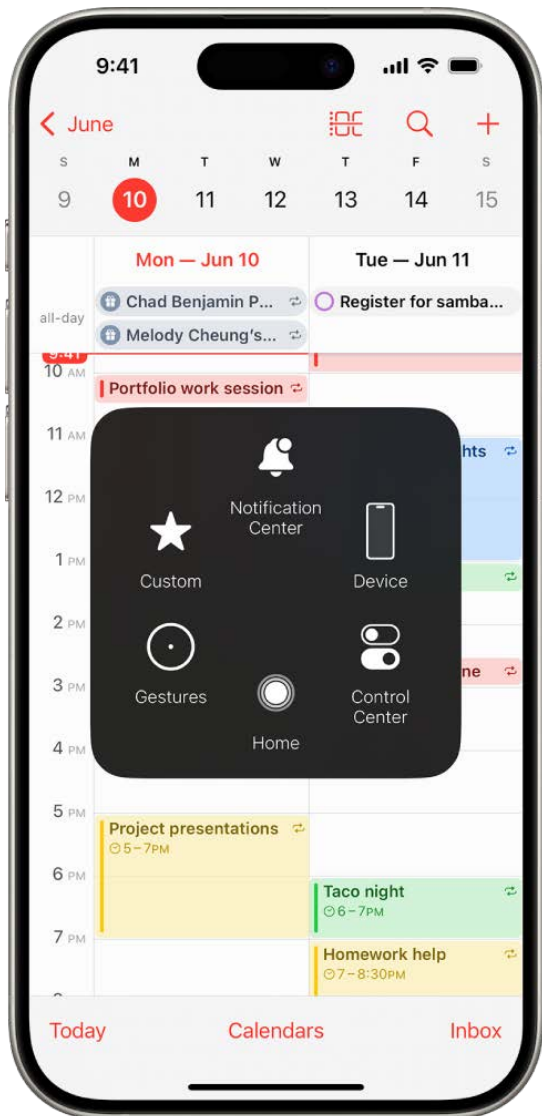 9:41
June
S M T W T F S
9 10 11 12 13 14 15
Mon — Jun 10 Tue — Jun 11
all-day
Chad Benjamin P... Register for samba...
Melody Cheung's...
9:41
10 AM
Portfolio work session
11 AM
hts
12 PM
Notification
Center
1 PM
Custom Device
2 PM
3 PM
ne
Gestures Control
Center
Home
4 PM
5 PM
Project presentations
5 – 7PM
6 PM
Taco night
6 – 7PM
7 PM
Homework help
7 – 8:30PM
Today Calendars Inbox